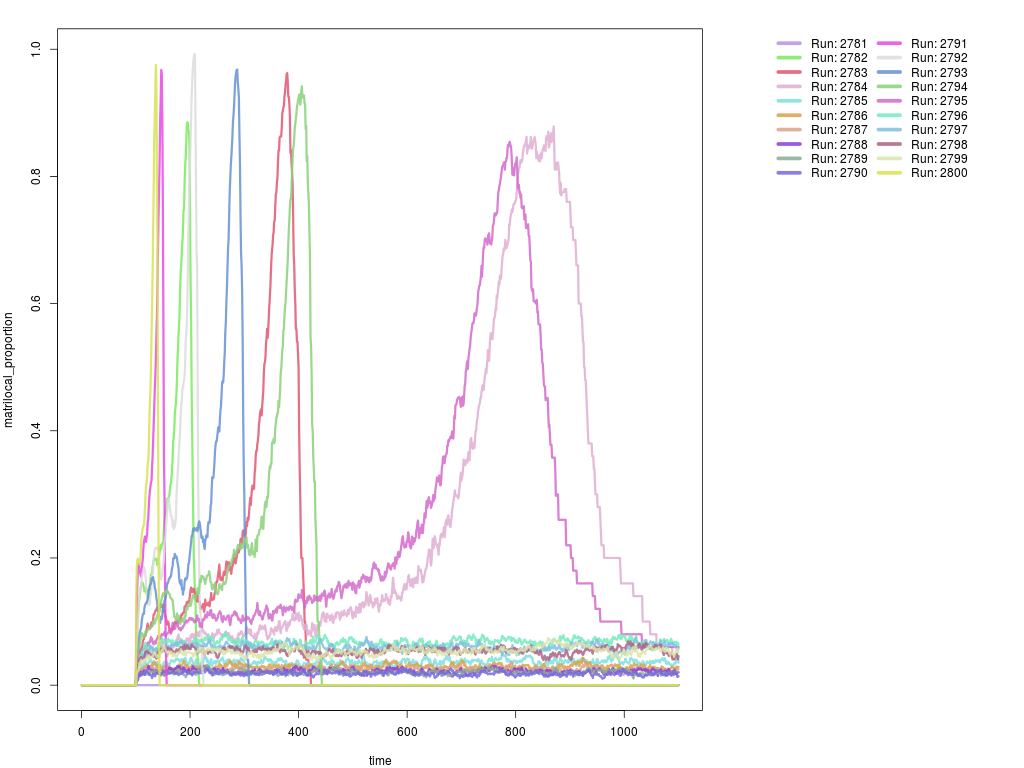 Run: 2781 Run: 2791
Run: 2782 Run: 2792
Run: 2783 Run: 2793
Run: 2784 Run: 2794
Run: 2785 Run: 2795
Run: 2786 Run: 2796
Run: 2787 Run: 2797
Run: 2788 Run: 2798
Run: 2789 Run: 2799
Run: 2790 Run: 2800
matrilocal_proportion
1.0
0.8
0.6
0.4
0.2
0.0
0 200 400 600 800 1000
time